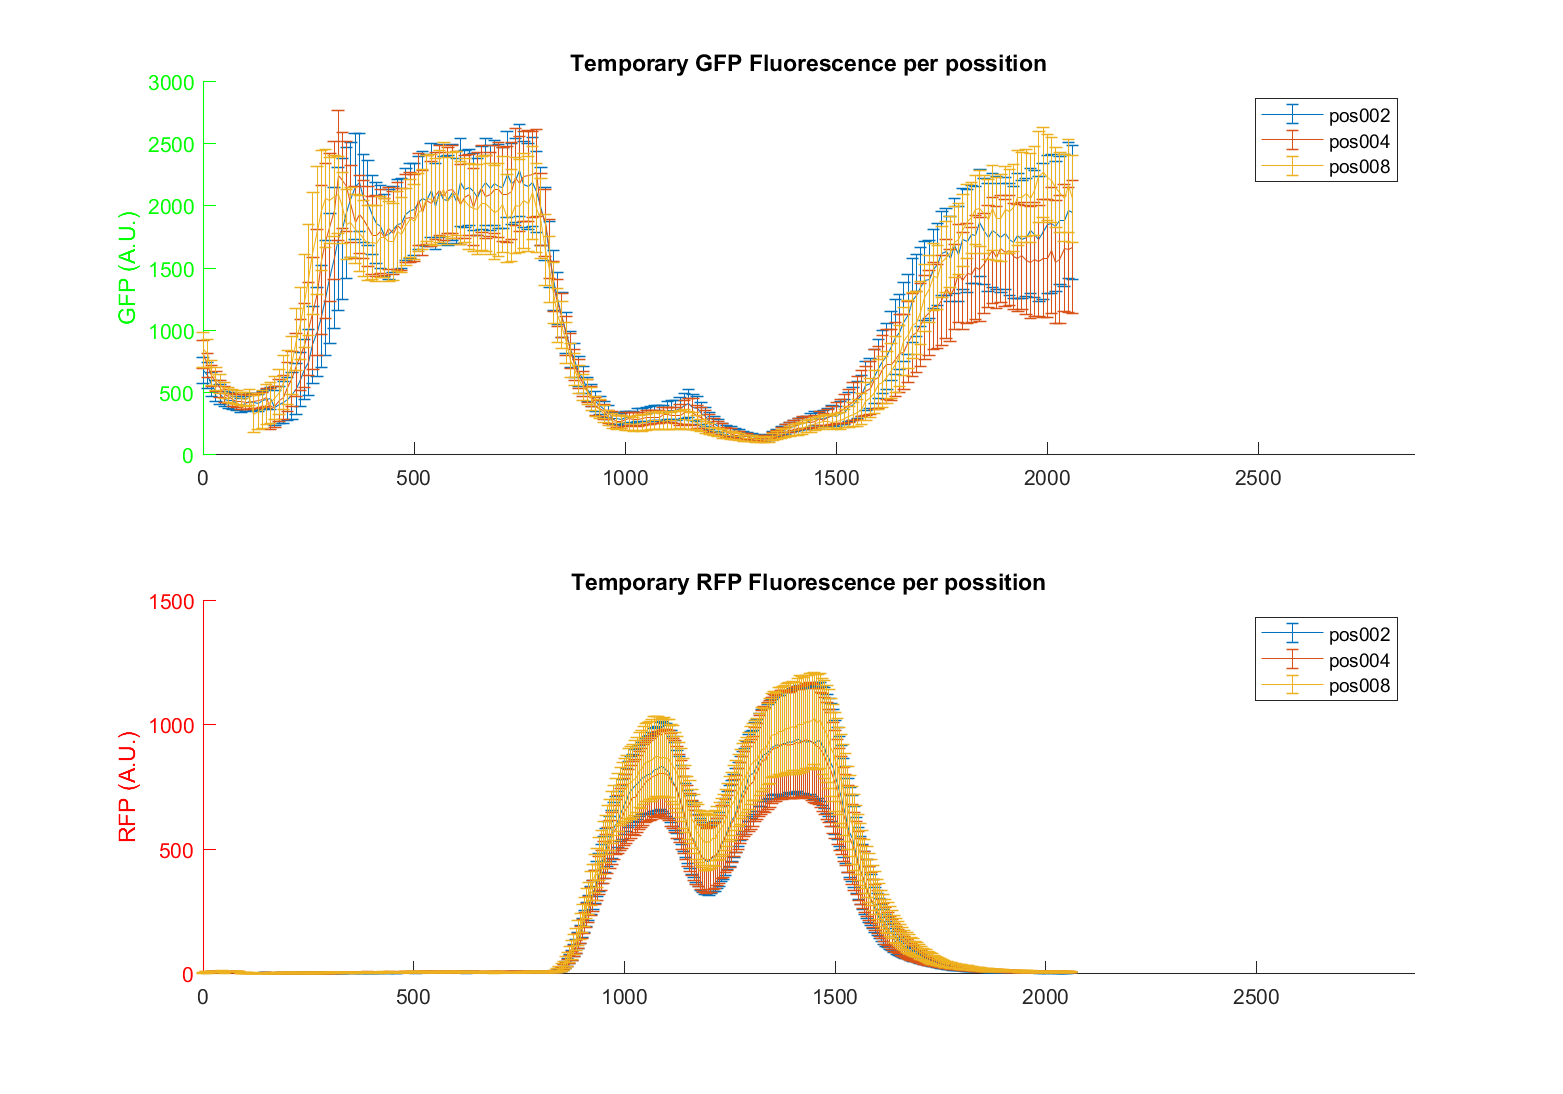 Temporary GFP Fluorescence per possition
3000
2500
2000
1500
1000
500
0
GFP (A.U.)
0 500 1000 1500 2000 2500
pos002
pos004
pos008
Temporary RFP Fluorescence per possition
1500
1000
500
0
RFP (A.U.)
0 500 1000 1500 2000 2500
pos002
pos004
pos008